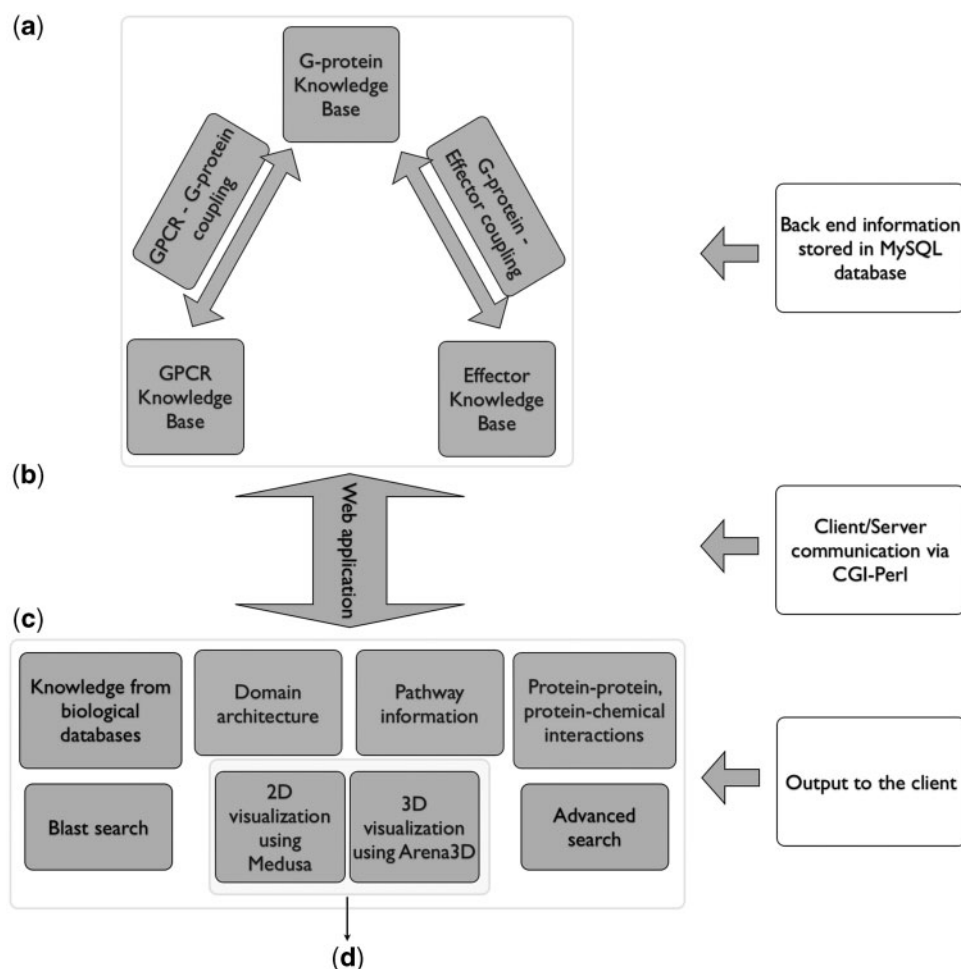 (a)
G-protein
Knowledge
Base
GPCR - G-protein
coupling
G-protein -
Effector coupling
GPCR
Knowledge
Base
Effector
Knowledge
Base
Back end information
stored in MySQL
database
(b)
Web application
Client/Server
communication via
CGI-Perl
(c)
Knowledge from
biological
databases
Domain
architecture
Pathway
information
Protein-protein,
protein-chemical
interactions
Blast search
2D
visualization
using
Medusa
3D
visualization
using Arena3D
Advanced
search
Output to the client
(d)